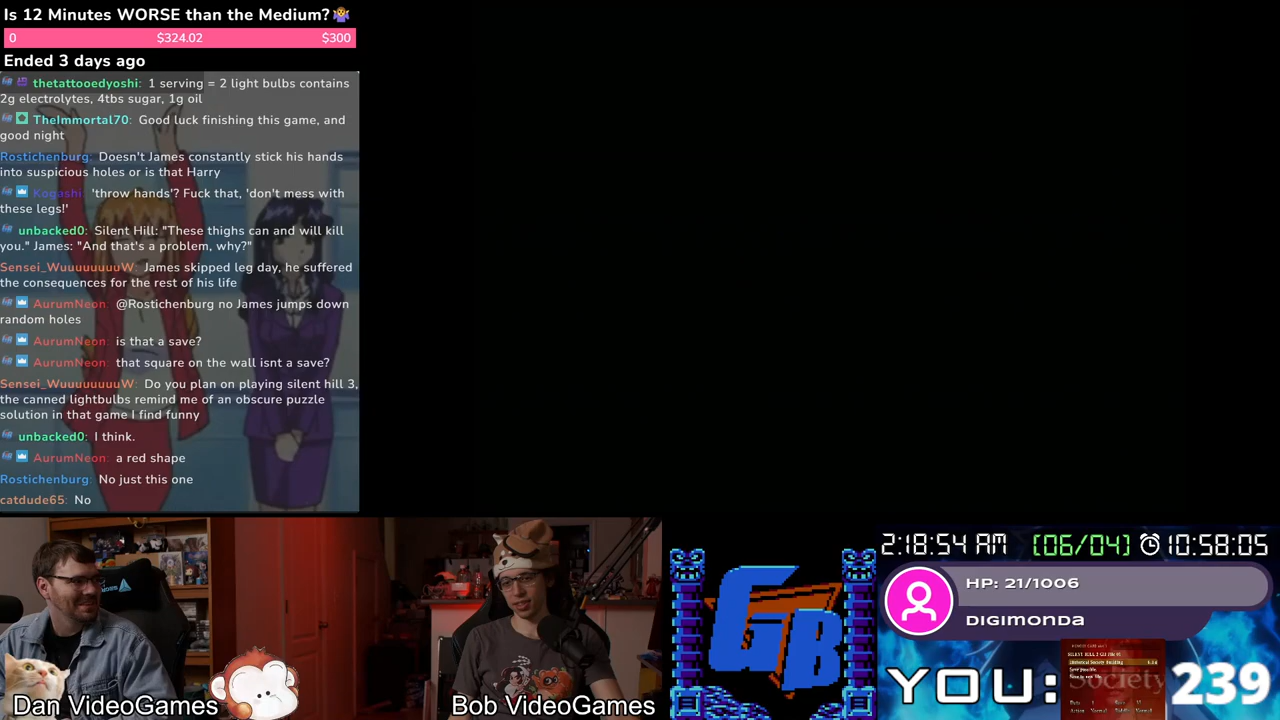 Is 12 Minutes WORSE than the Medium?🤷‍♀️
0 $324.02 $300
Ended 3 days ago
thetattooedyoshi: 1 serving = 2 light bulbs contains
2g electrolytes, 4tbs sugar, 1g oil
TheImmortal70: Good luck finishing this game, and
good night
Rostichenburg: Doesn't James constantly stick his hands
into suspicious holes or is that Harry
Kogashi: 'throw hands'? Fuck that, 'don't mess with
these legs!'
unbacked0: Silent Hill: "These thighs can and will kill
you." James: "And that's a problem, why?"
Sensei_WuuuuuuuuW: James skipped leg day, he suffered
the consequences for the rest of his life
AurumNeon: @Rostichenburg no James jumps down
random holes
AurumNeon: is that a save?
AurumNeon: that square on the wall isnt a save?
Sensei_WuuuuuuuuW: Do you plan on playing silent hill 3,
the canned lightbulbs remind me of an obscure puzzle
solution in that game I find funny
unbacked0: I think.
AurumNeon: a red shape
Rostichenburg: No just this one
catdude65: No
Dan VideoGames
Bob VideoGames
GB
2:18:54 AM [06/04] 10:58:05
HP: 21/1006
DIGIMONDA
YOU:
Society
239